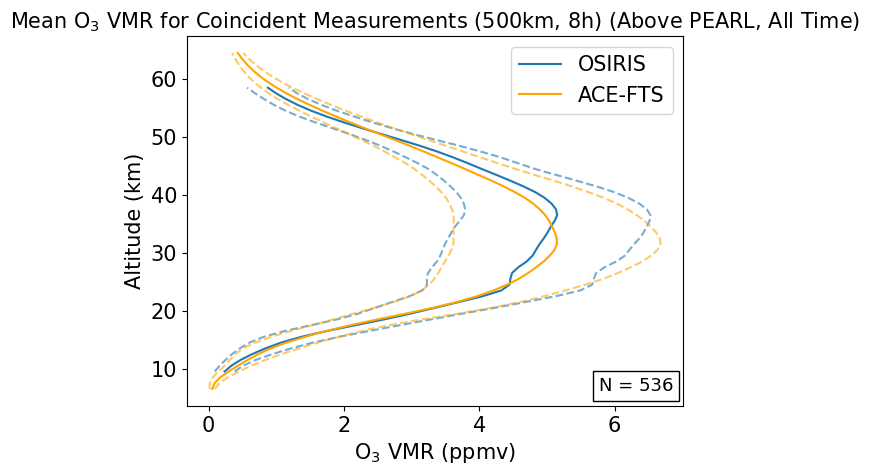 Mean O₃ VMR for Coincident Measurements (500km, 8h) (Above PEARL, All Time)
OSIRIS
ACE-FTS
Altitude (km)
60
50
40
30
20
10
N = 536
0 2 4 6
O₃ VMR (ppmv)